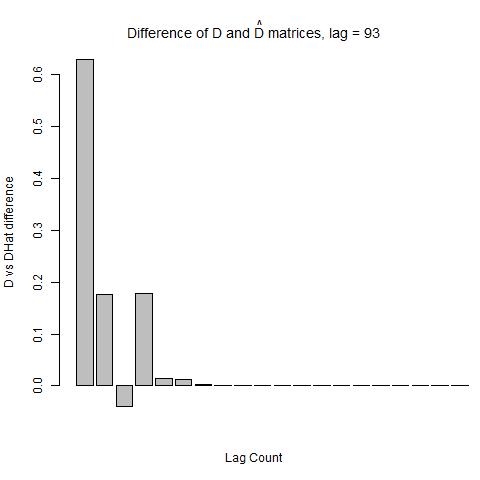 Difference of D and D̂ matrices, lag = 93
0.6
0.5
0.4
0.3
0.2
0.1
0.0
D vs DHat difference
Lag Count